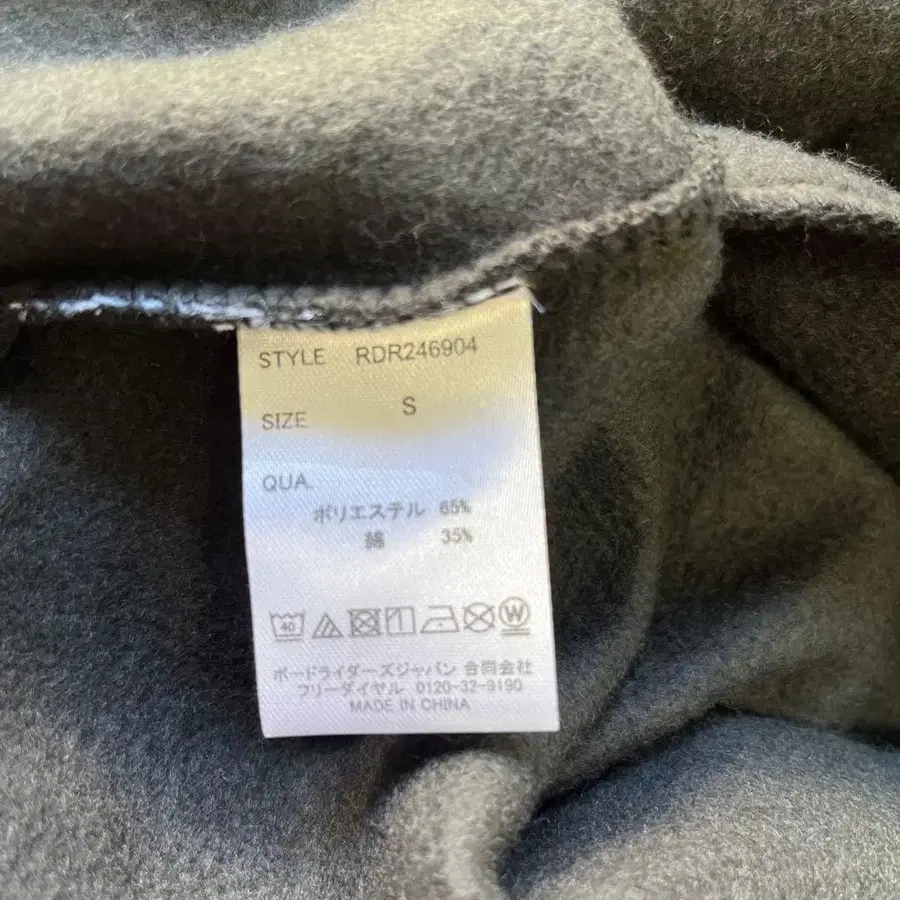 STYLE RDR246904
SIZE S
QUA.
ポリエステル 65%
綿 35%
40 W
ボードライダーズジャパン 合同会社
フリーダイヤル 0120-32-9190
MADE IN CHINA